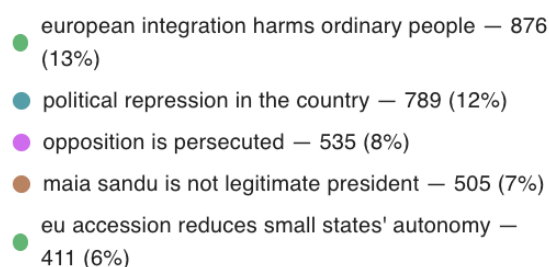 european integration harms ordinary people — 876
(13%)
political repression in the country — 789 (12%)
opposition is persecuted — 535 (8%)
maia sandu is not legitimate president — 505 (7%)
eu accession reduces small states' autonomy —
411 (6%)